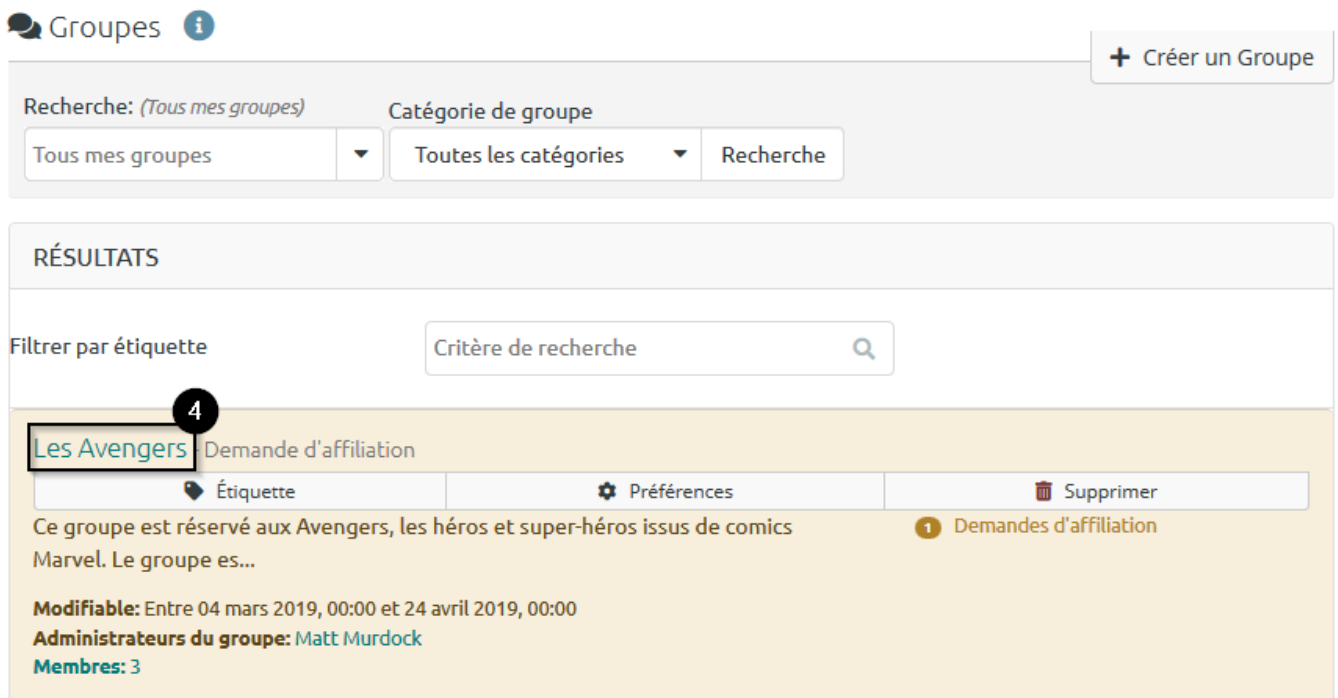 Groupes
+ Créer un Groupe
Recherche: (Tous mes groupes)
Catégorie de groupe
Tous mes groupes
Toutes les catégories
Recherche
RÉSULTATS
Filtrer par étiquette
Critère de recherche
4
Les Avengers - Demande d'affiliation
Étiquette
Préférences
Supprimer
Ce groupe est réservé aux Avengers, les héros et super-héros issus de comics
Marvel. Le groupe es...
1 Demandes d'affiliation
Modifiable: Entre 04 mars 2019, 00:00 et 24 avril 2019, 00:00
Administrateurs du groupe: Matt Murdock
Membres: 3